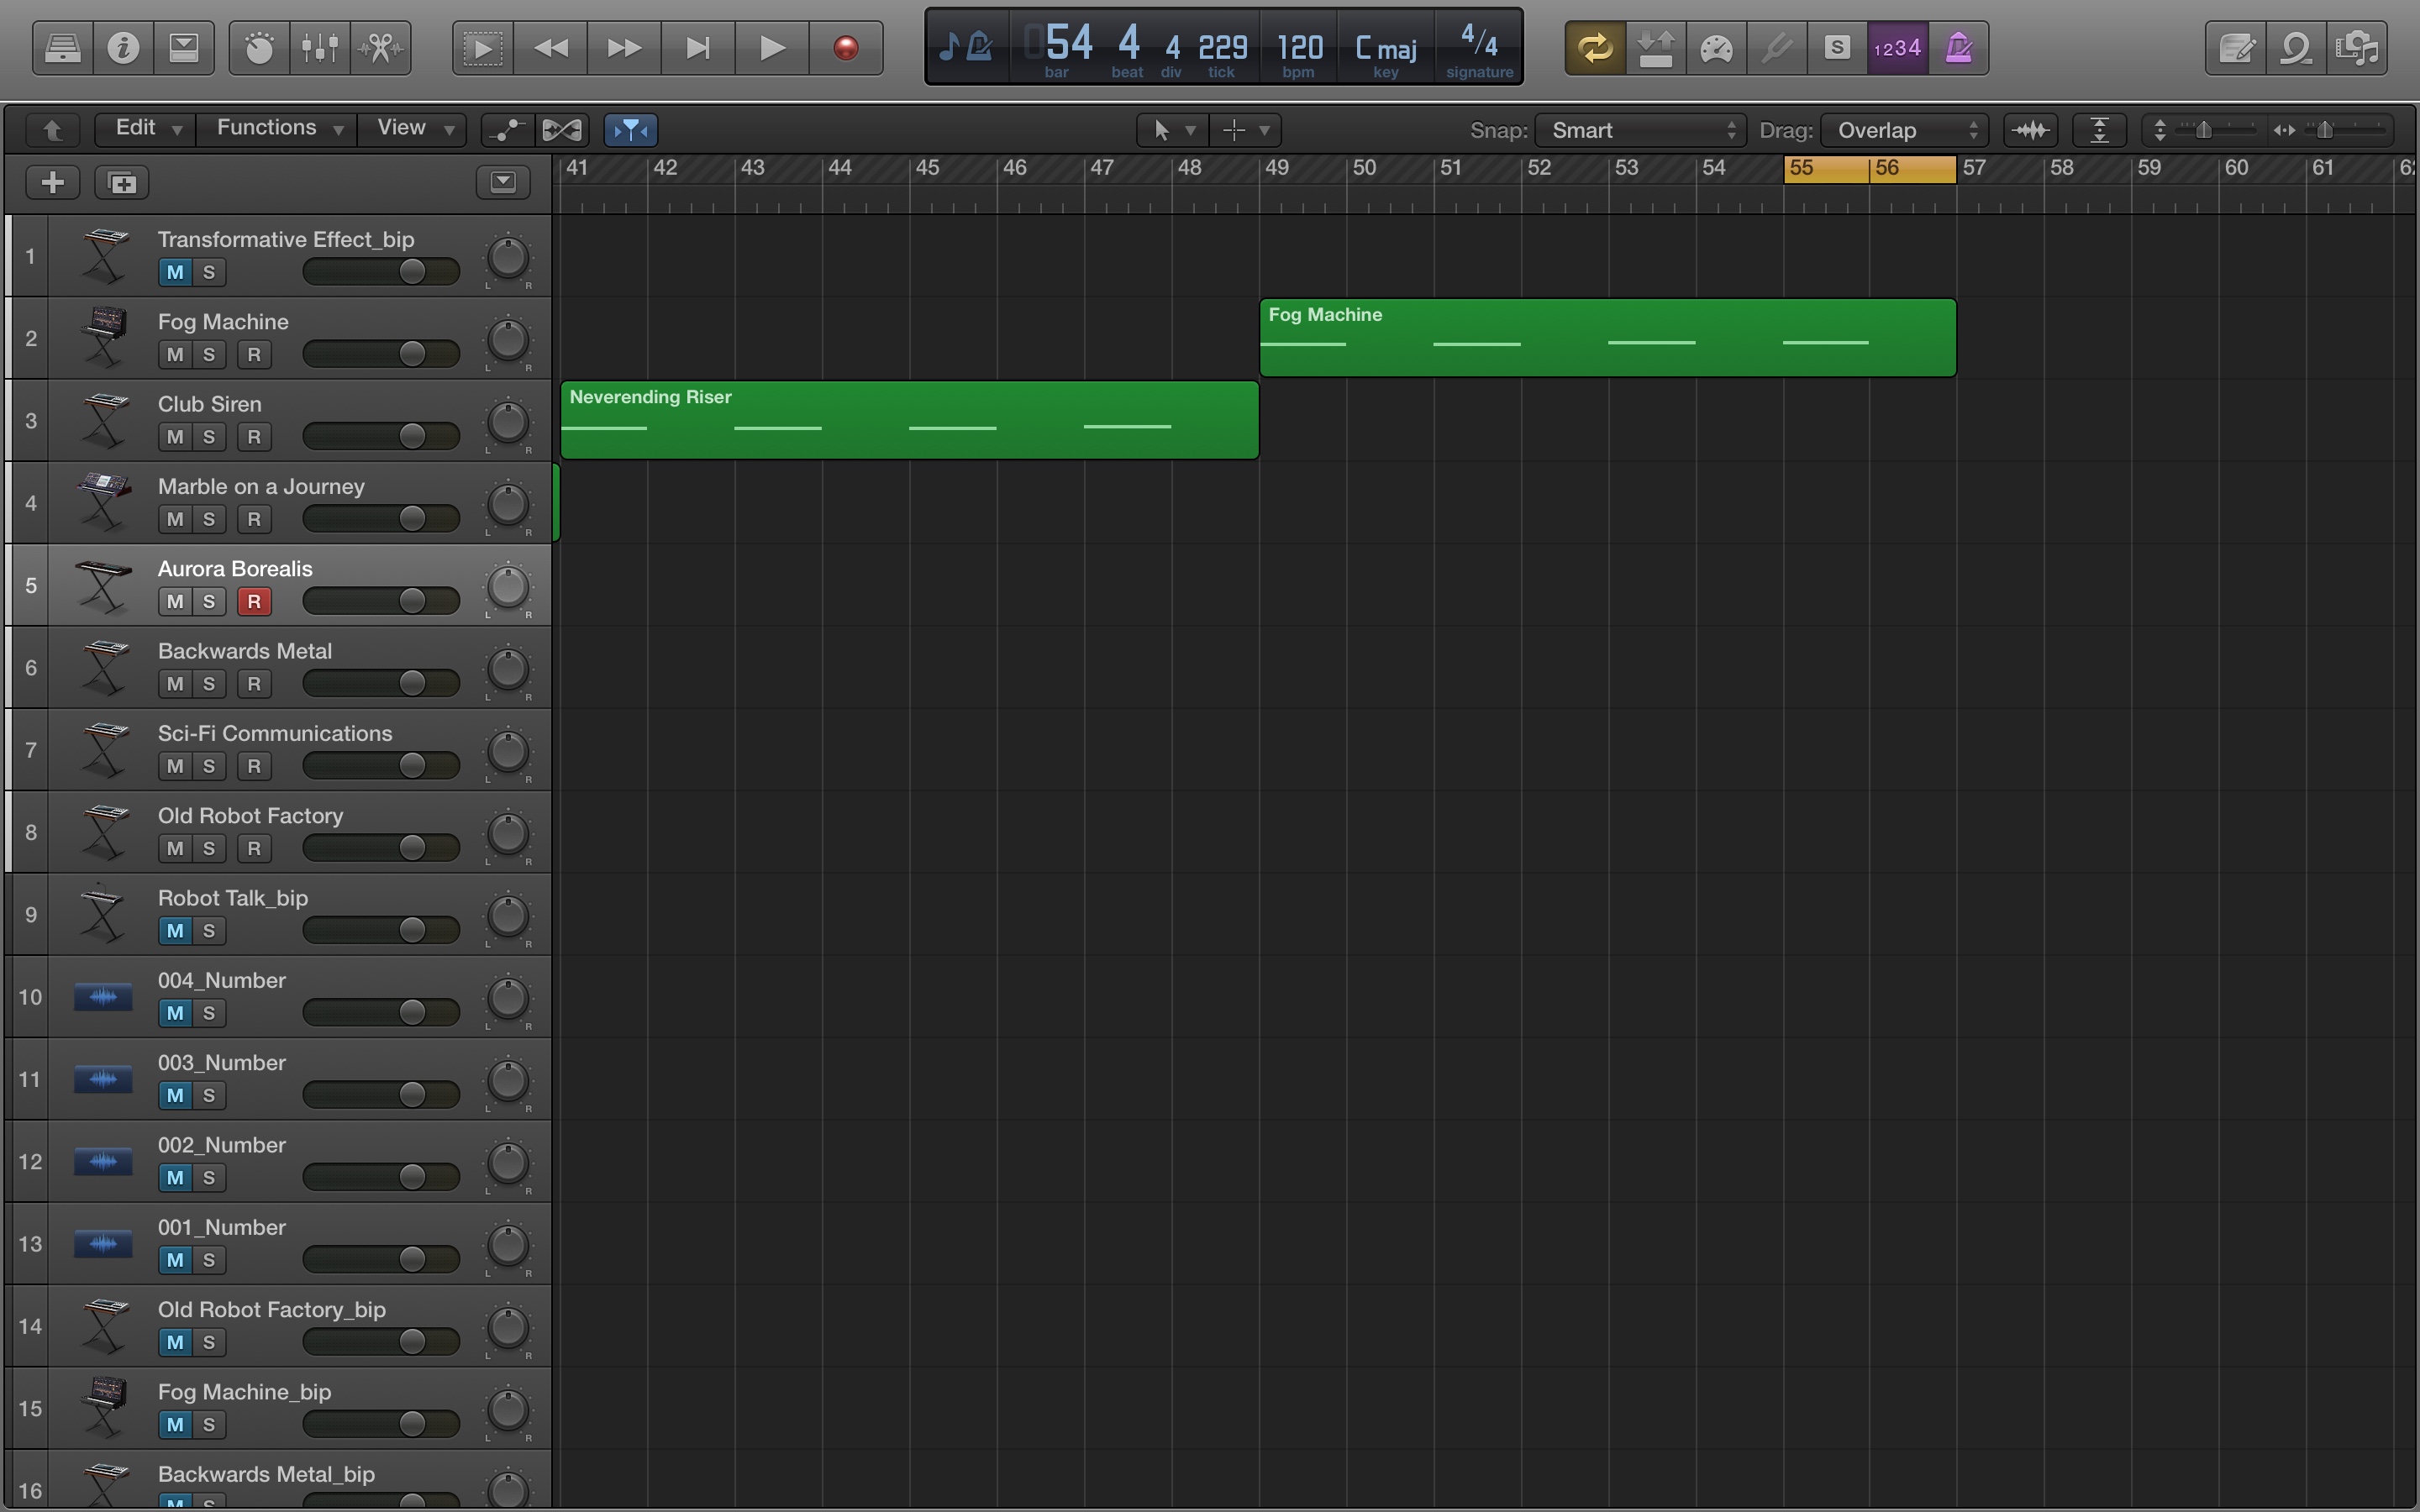 54 4 4 229 120 C maj 4/4
bar beat div tick bpm key signature
S 1234
Edit Functions View Snap: Smart Drag: Overlap
41 42 43 44 45 46 47 48 49 50 51 52 53 54 55 56 57 58 59 60 61
1 Transformative Effect_bip
M S L R
Fog Machine
2 Fog Machine
M S R L R
Neverending Riser
3 Club Siren
M S R L R
4 Marble on a Journey
M S R L R
5 Aurora Borealis
M S R L R
6 Backwards Metal
M S R L R
7 Sci-Fi Communications
M S R L R
8 Old Robot Factory
M S R L R
9 Robot Talk_bip
M S L R
10 004_Number
M S L R
11 003_Number
M S L R
12 002_Number
M S L R
13 001_Number
M S L R
14 Old Robot Factory_bip
M S L R
15 Fog Machine_bip
M S L R
16 Backwards Metal_bip
M S